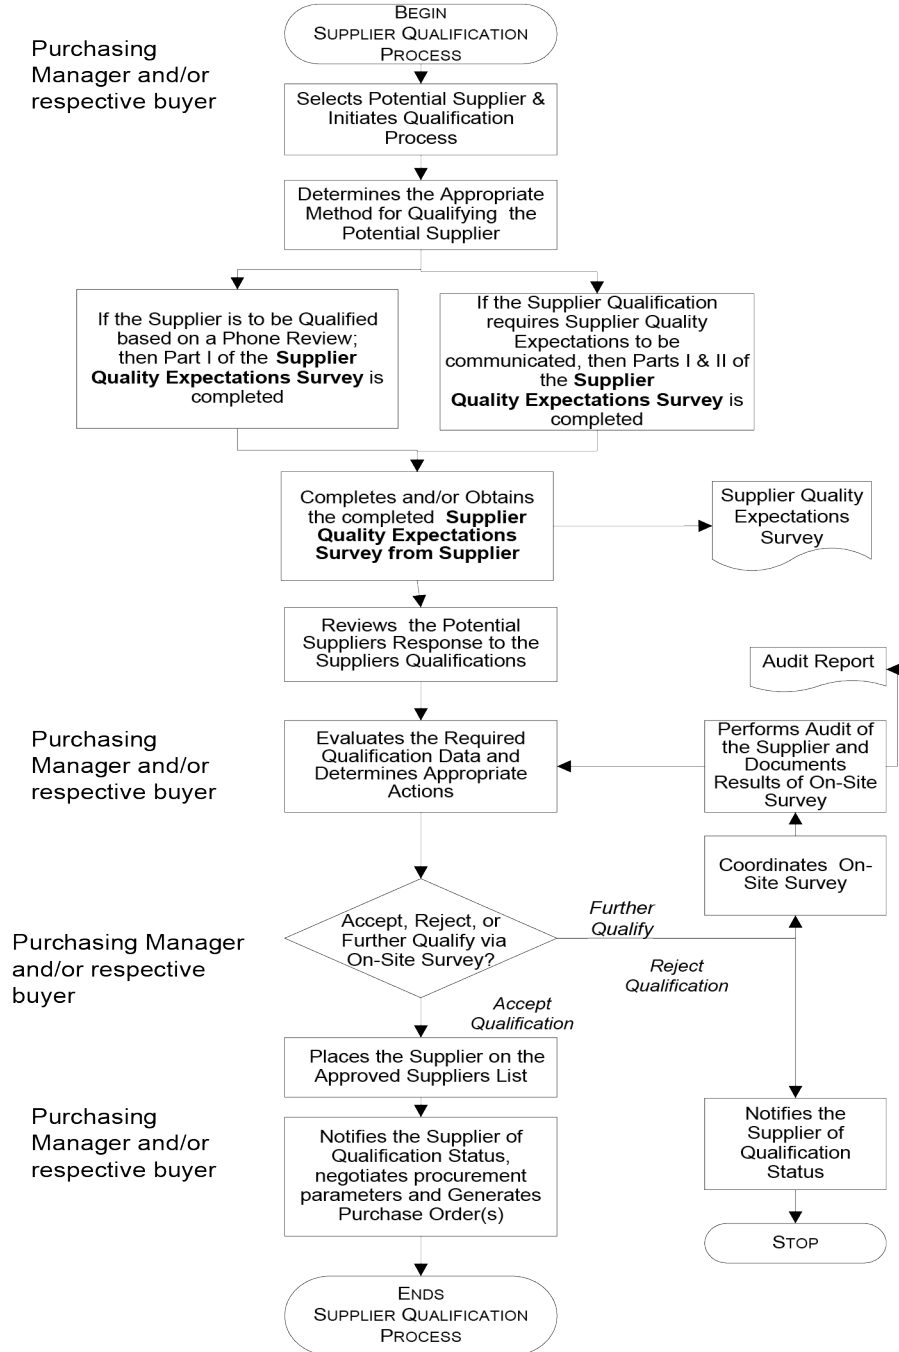 BEGIN
SUPPLIER QUALIFICATION
PROCESS
Purchasing
Manager and/or
respective buyer
Selects Potential Supplier &
Initiates Qualification
Process
Determines the Appropriate
Method for Qualifying the
Potential Supplier
If the Supplier is to be Qualified
based on a Phone Review;
then Part I of the Supplier
Quality Expectations Survey is
completed
If the Supplier Qualification
requires Supplier Quality
Expectations to be
communicated, then Parts I & II of
the Supplier
Quality Expectations Survey is
completed
Completes and/or Obtains
the completed Supplier
Quality Expectations
Survey from Supplier
Supplier Quality
Expectations
Survey
Reviews the Potential
Suppliers Response to the
Suppliers Qualifications
Audit Report
Purchasing
Manager and/or
respective buyer
Evaluates the Required
Qualification Data and
Determines Appropriate
Actions
Performs Audit of
the Supplier and
Documents
Results of On-Site
Survey
Coordinates On-
Site Survey
Purchasing Manager
and/or respective
buyer
Accept, Reject, or
Further Qualify via
On-Site Survey?
Further
Qualify
Reject
Qualification
Accept
Qualification
Places the Supplier on the
Approved Suppliers List
Purchasing
Manager and/or
respective buyer
Notifies the Supplier of
Qualification Status,
negotiates procurement
parameters and Generates
Purchase Order(s)
Notifies the
Supplier of
Qualification
Status
STOP
ENDS
SUPPLIER QUALIFICATION
PROCESS